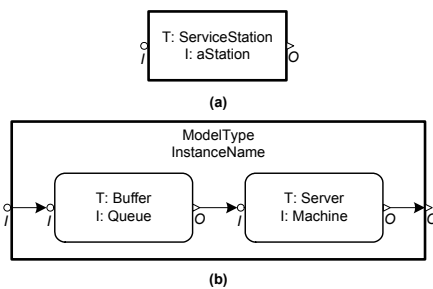 T: ServiceStation
I: aStation
I
O
(a)
ModelType
InstanceName
T: Buffer
I: Queue
T: Server
I: Machine
I
I
O
I
O
O
(b)